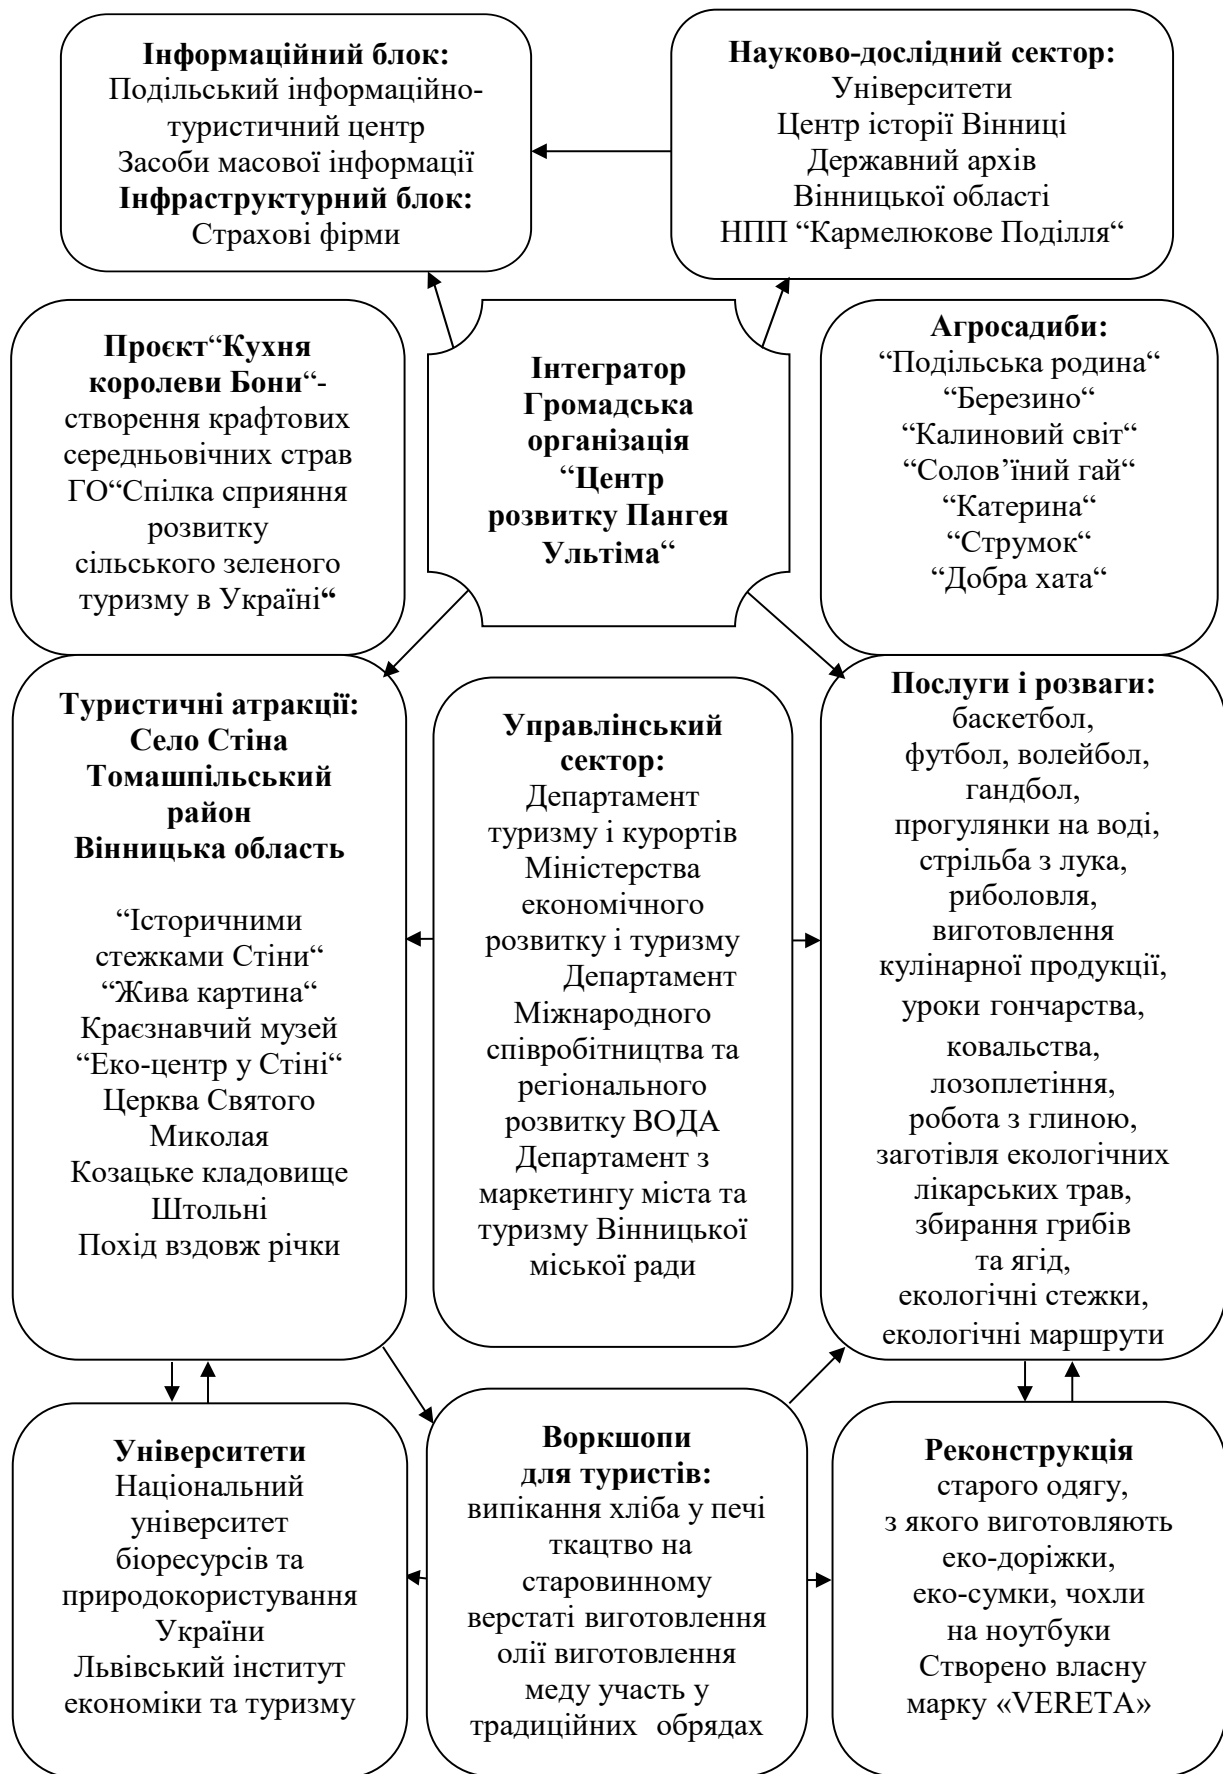 Інформаційний блок:
Подільський інформаційно-
туристичний центр
Засоби масової інформації
Інфраструктурний блок:
Страхові фірми
Науково-дослідний сектор:
Університети
Центр історії Вінниці
Державний архів
Вінницької області
НПП “Кармелюкове Поділля“
Проєкт“Кухня
королеви Бони“-
створення крафтових
середньовічних страв
ГО“Спілка сприяння
розвитку
сільського зеленого
туризму в Україні“
Інтегратор
Громадська
організація
“Центр
розвитку Пангея
Ультіма“
Агросадиби:
“Подільська родина“
“Березино“
“Калиновий світ“
“Солов’їний гай“
“Катерина“
“Струмок“
“Добра хата“
Туристичні атракції:
Село Стіна
Томашпільський
район
Вінницька область
“Історичними
стежками Стіни“
“Жива картина“
Краєзнавчий музей
“Еко-центр у Стіні“
Церква Святого
Миколая
Козацьке кладовище
Штольні
Похід вздовж річки
Управлінський
сектор:
Департамент
туризму і курортів
Міністерства
економічного
розвитку і туризму
Департамент
Міжнародного
співробітництва та
регіонального
розвитку ВОДА
Департамент з
маркетингу міста та
туризму Вінницької
міської ради
Послуги і розваги:
баскетбол,
футбол, волейбол,
гандбол,
прогулянки на воді,
стрільба з лука,
риболовля,
виготовлення
кулінарної продукції,
уроки гончарства,
ковальства,
лозоплетіння,
робота з глиною,
заготівля екологічних
лікарських трав,
збирання грибів
та ягід,
екологічні стежки,
екологічні маршрути
Університети
Національний
університет
біоресурсів та
природокористування
України
Львівський інститут
економіки та туризму
Воркшопи
для туристів:
випікання хліба у печі
ткацтво на
старовинному
верстаті виготовлення
олії виготовлення
меду участь у
традиційних обрядах
Реконструкція
старого одягу,
з якого виготовляють
еко-доріжки,
еко-сумки, чохли
на ноутбуки
Створено власну
марку «VERETA»